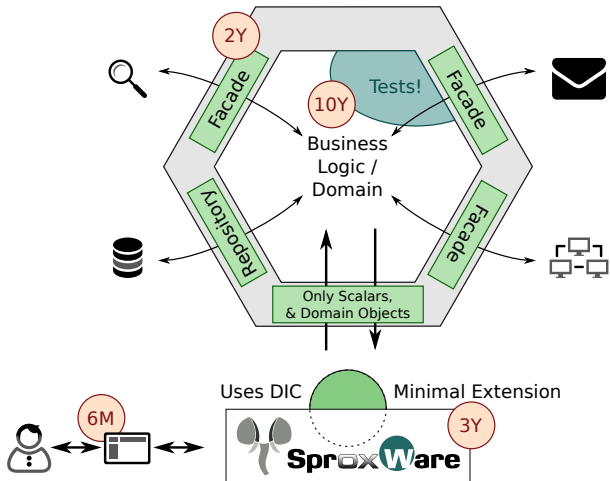 2Y
Facade
Tests!
Facade
10Y
Business
Logic /
Domain
Repository
Facade
Only Scalars,
& Domain Objects
Uses DIC
Minimal Extension
6M
3Y
SproxWare